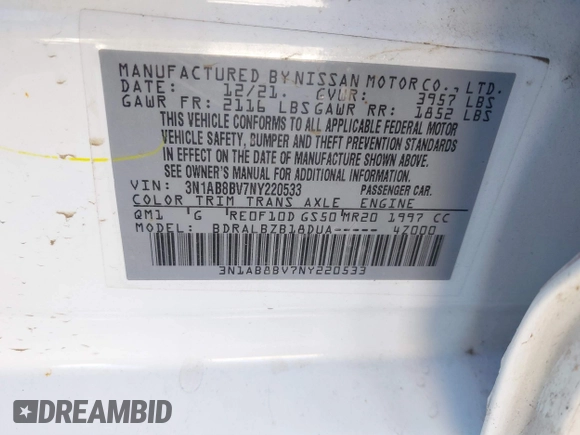 MANUFACTURED BY NISSAN MOTOR CO., LTD.
DATE: 12/21. GVWR: 3957 LBS
GAWR FR: 2116 LBS GAWR RR: 1852 LBS
THIS VEHICLE CONFORMS TO ALL APPLICABLE FEDERAL MOTOR
VEHICLE SAFETY, BUMPER AND THEFT PREVENTION STANDARDS
IN EFFECT ON THE DATE OF MANUFACTURE SHOWN ABOVE.
SEE OWNER'S MANUAL FOR ADDITIONAL INFORMATION.
VIN: 3N1AB8BV7NY220533 PASSENGER CAR.
COLOR TRIM TRANS AXLE ENGINE
QM1 'G RE0F10D GS50 MR20 1997 CC
MODEL: BDRALBZB18DUA----- 47000
3N1AB8BV7NY220533
DREAMBID
dreambid.com